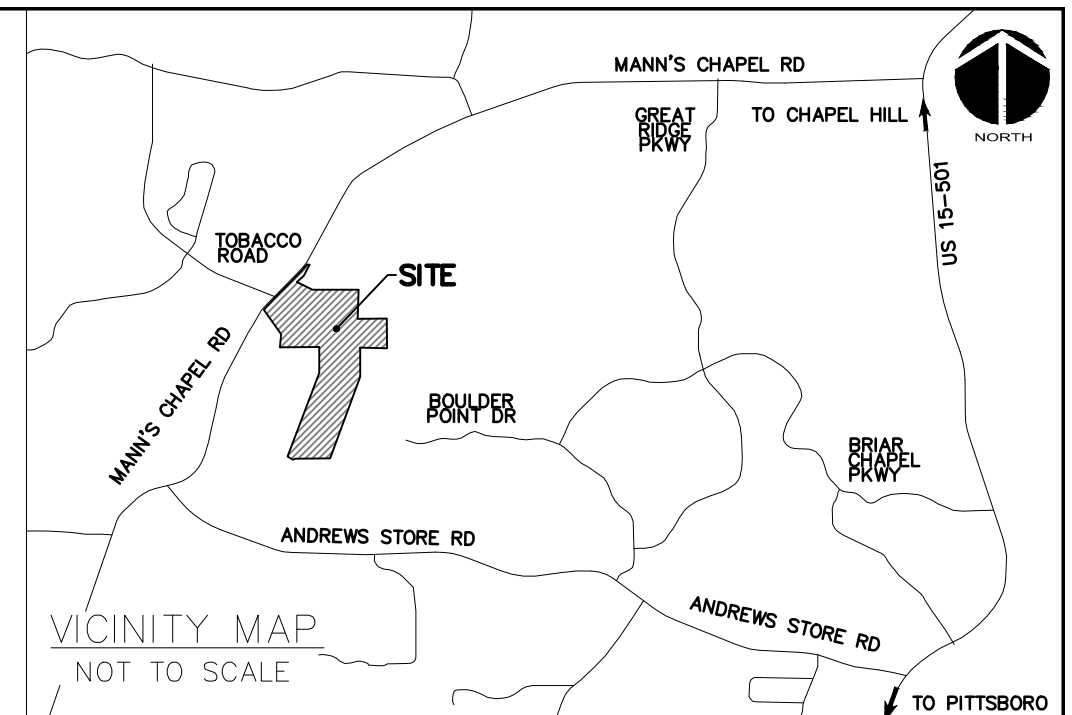 MANN'S CHAPEL RD
GREAT
RIDGE
PKWY
TO CHAPEL HILL
NORTH
US 15-501
TOBACCO
ROAD
SITE
MANN'S CHAPEL RD
BOULDER
POINT DR
BRIAR
CHAPEL
PKWY
ANDREWS STORE RD
ANDREWS STORE RD
VICINITY MAP
NOT TO SCALE
TO PITTSBORO